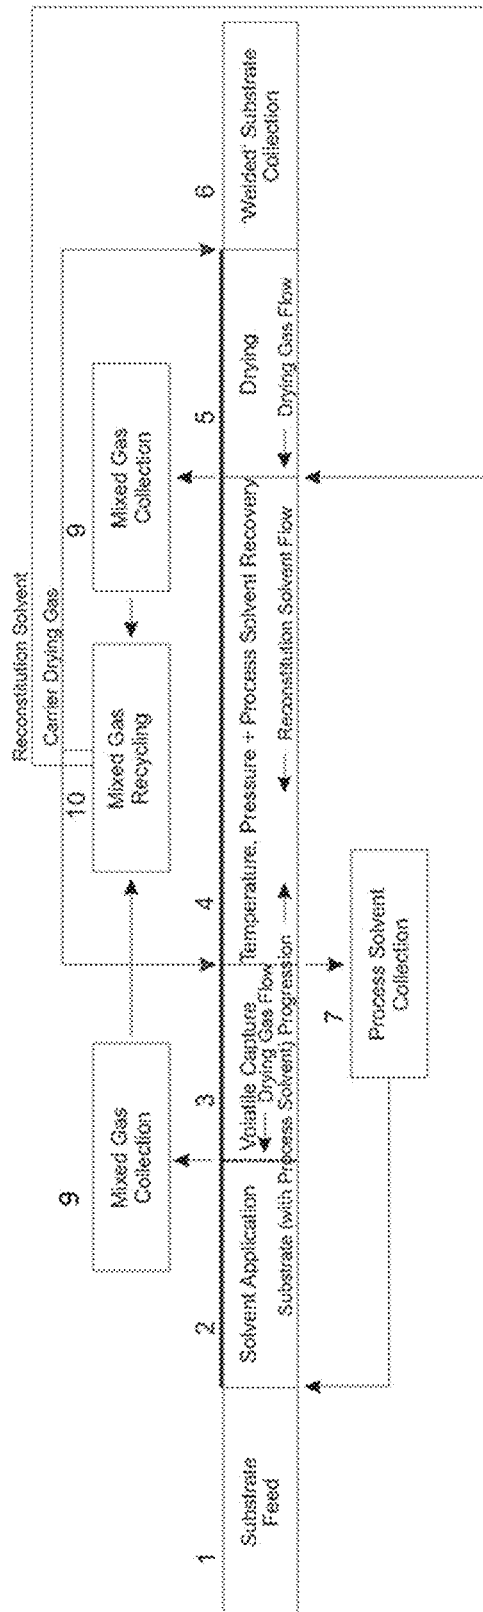 Reconstitution Solvent
Carrier Drying Gas
9
Mixed Gas
Collection
10
Mixed Gas
Recycling
9
Mixed Gas
Collection
1
Substrate
Feed
2
Solvent Application
3
Volatile Capture
Drying Gas Flow
Substrate (with Process Solvent) Progression
4
Temperature, Pressure + Process Solvent Recovery
Reconstitution Solvent Flow
5
Drying
Drying Gas Flow
6
'Welded' Substrate
Collection
7
Process Solvent
Collection